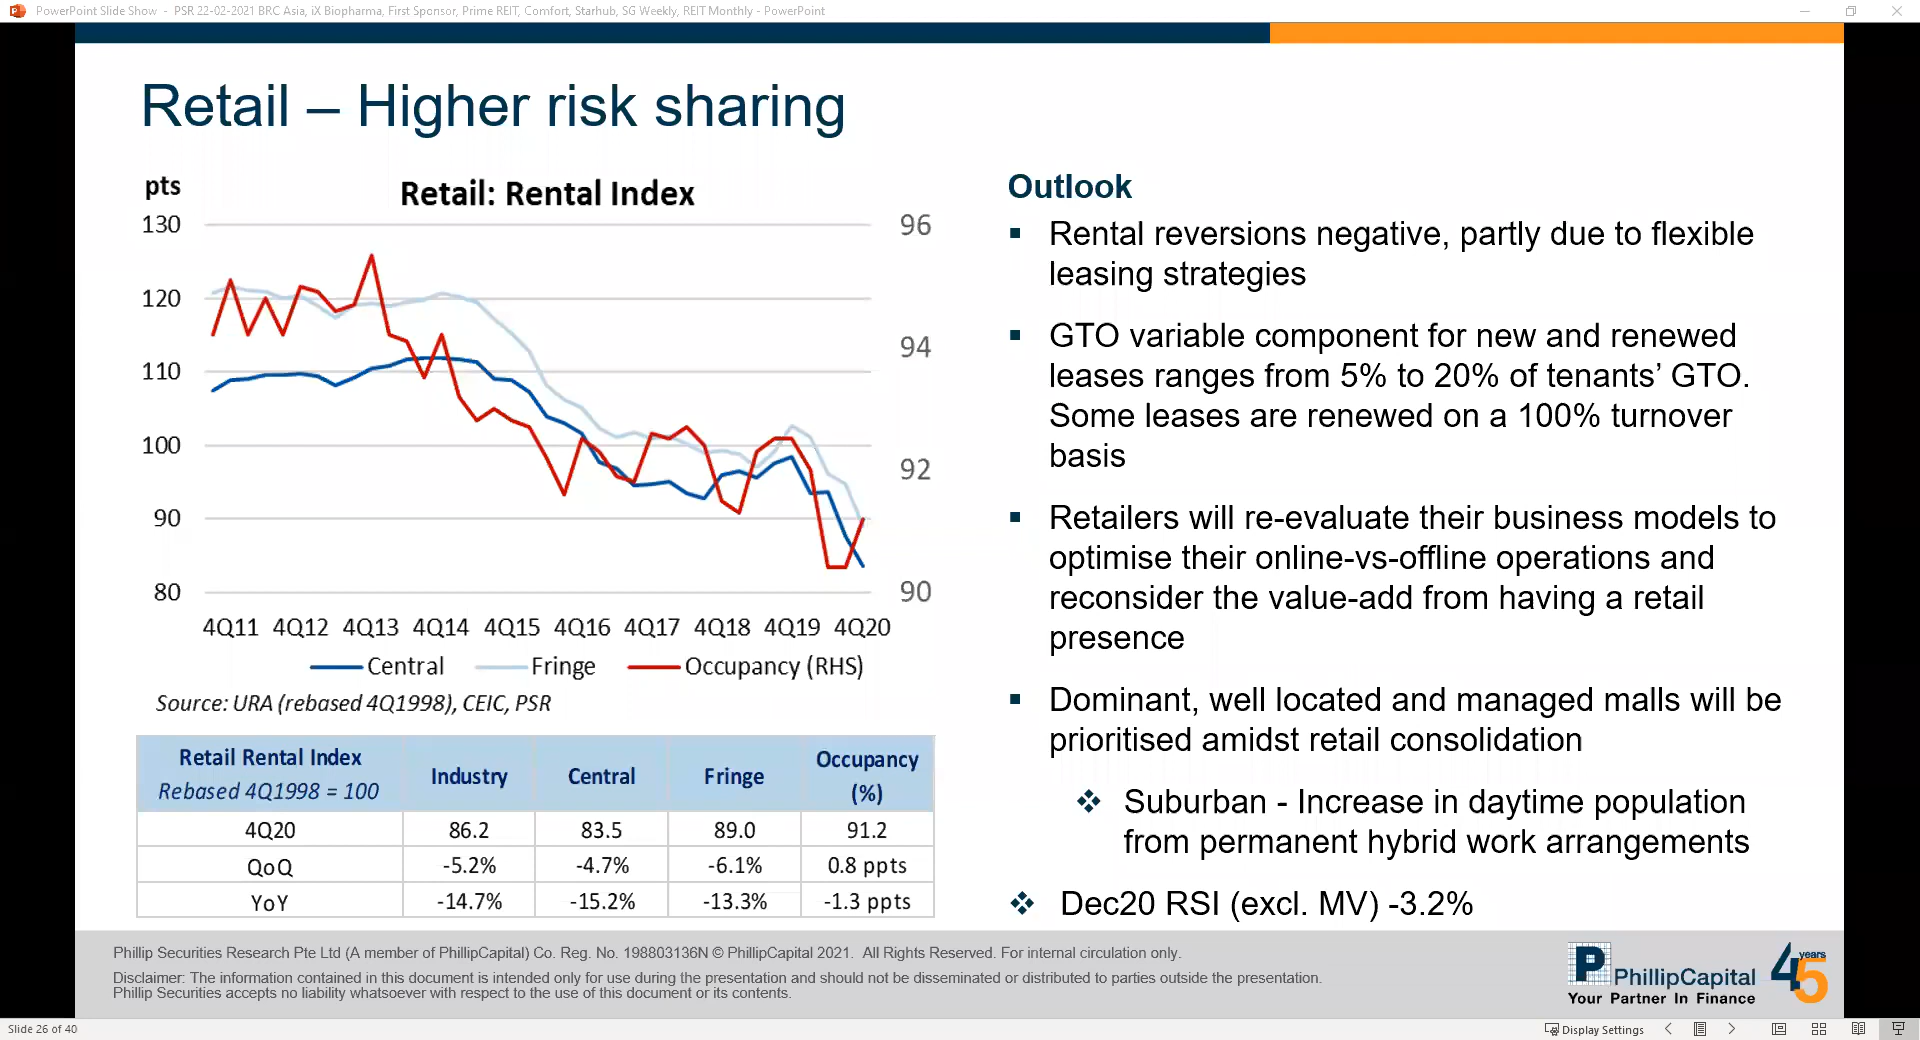 PowerPoint Slide Show - PSR 22-02-2021 BRC Asia, iX Biopharma, First Sponsor, Prime REIT, Comfort, Starhub, SG Weekly, REIT Monthly - PowerPoint
Retail – Higher risk sharing
pts
Retail: Rental Index
130
120
110
100
90
80
96
94
92
90
4Q11 4Q12 4Q13 4Q14 4Q15 4Q16 4Q17 4Q18 4Q19 4Q20
Central Fringe Occupancy (RHS)
Source: URA (rebased 4Q1998), CEIC, PSR
Retail Rental Index
Rebased 4Q1998 = 100
Industry
Central
Fringe
Occupancy
(%)
4Q20 86.2 83.5 89.0 91.2
QoQ -5.2% -4.7% -6.1% 0.8 ppts
YoY -14.7% -15.2% -13.3% -1.3 ppts
Outlook
Rental reversions negative, partly due to flexible
leasing strategies
GTO variable component for new and renewed
leases ranges from 5% to 20% of tenants’ GTO.
Some leases are renewed on a 100% turnover
basis
Retailers will re-evaluate their business models to
optimise their online-vs-offline operations and
reconsider the value-add from having a retail
presence
Dominant, well located and managed malls will be
prioritised amidst retail consolidation
Suburban - Increase in daytime population
from permanent hybrid work arrangements
Dec20 RSI (excl. MV) -3.2%
Phillip Securities Research Pte Ltd (A member of PhillipCapital) Co. Reg. No. 198803136N © PhillipCapital 2021. All Rights Reserved. For internal circulation only.
Disclaimer: The information contained in this document is intended only for use during the presentation and should not be disseminated or distributed to parties outside the presentation.
Phillip Securities accepts no liability whatsoever with respect to the use of this document or its contents.
P PhillipCapital
Your Partner In Finance
45 years
Slide 26 of 40
Display Settings